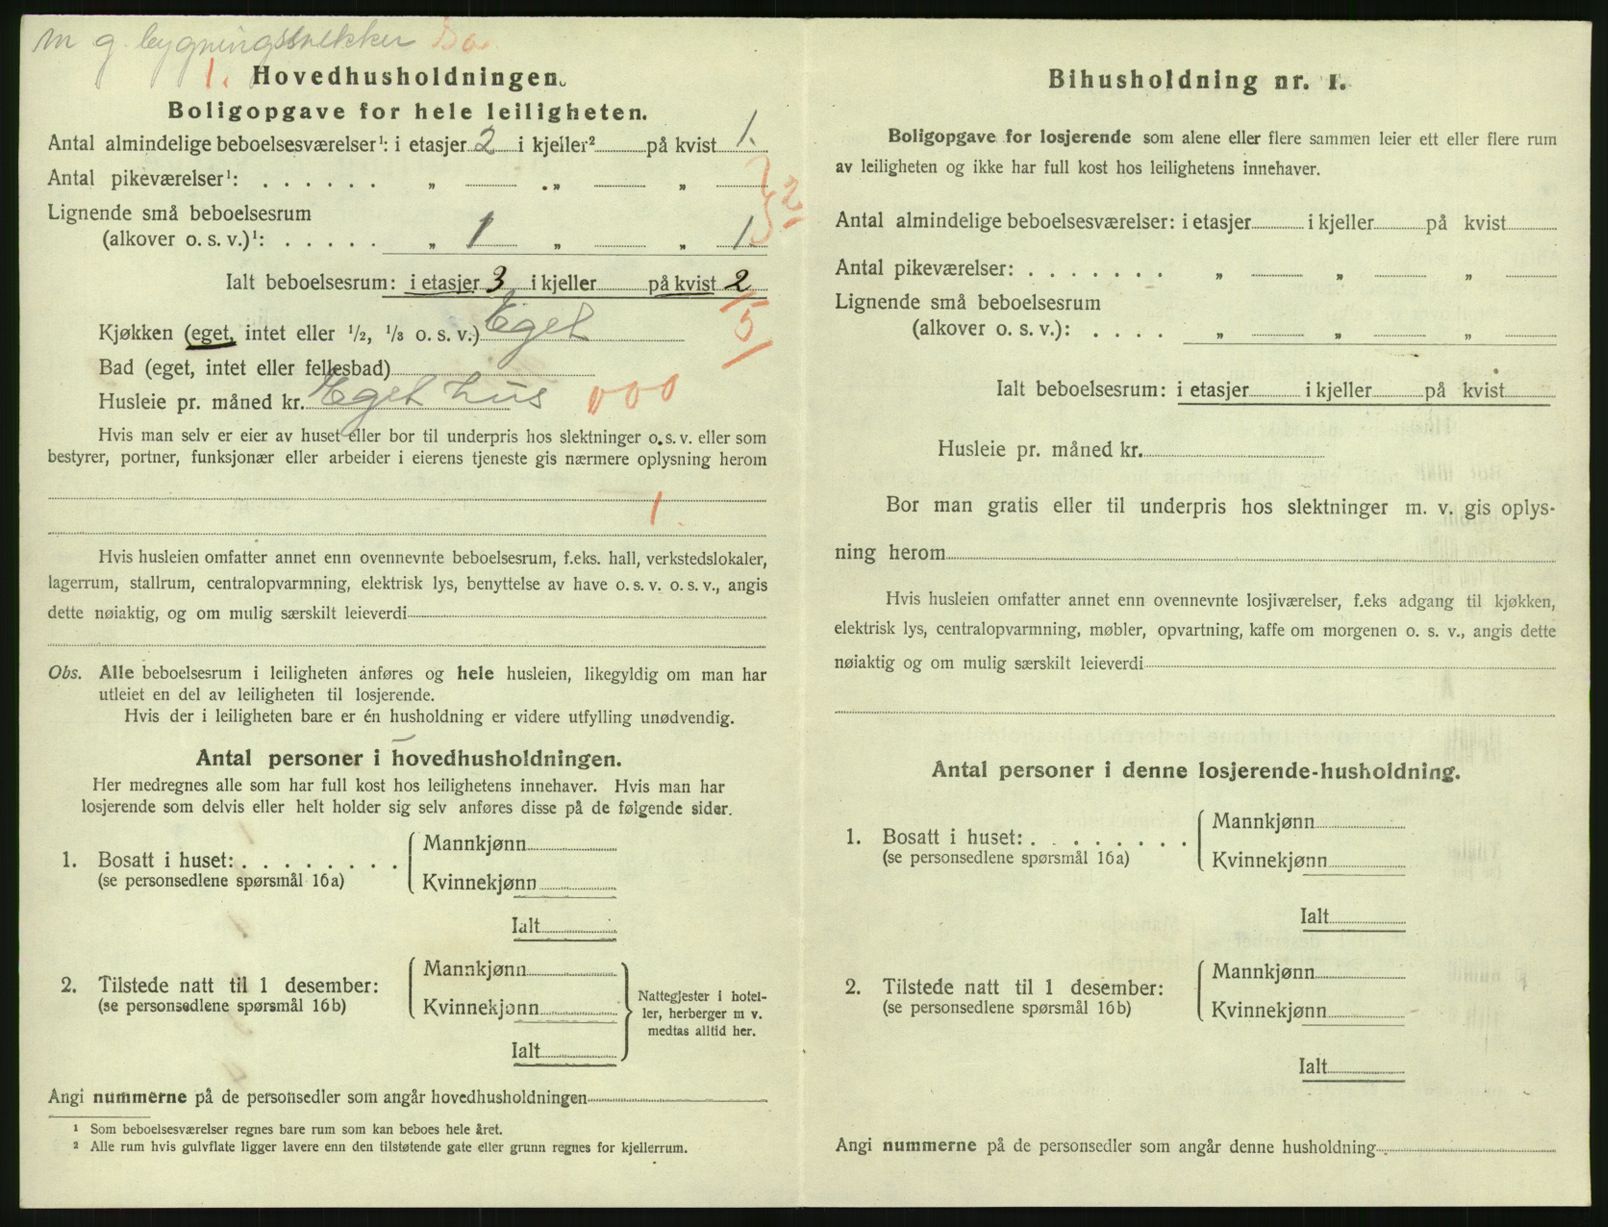 m g. bygningssrekker Bo.
1. Hovedhusholdningen.
Boligopgave for hele leiligheten.
Antal almindelige beboelsesværelser¹: i etasjer 2 i kjeller² på kvist 1.
Antal pikeværelser¹: . . . . . . „ „ „
Lignende små beboelsesrum
(alkover o. s. v.)¹: . . . . . „ 1 „ „ 1.
2
Ialt beboelsesrum: i etasjer 3 i kjeller på kvist 2
5
Kjøkken (eget, intet eller ½, ⅓ o. s. v.) Eget
Bad (eget, intet eller fellesbad)
Husleie pr. måned kr. Eget hus 000
Hvis man selv er eier av huset eller bor til underpris hos slektninger o. s. v. eller som
bestyrer, portner, funksjonær eller arbeider i eierens tjeneste gis nærmere oplysning herom
1.
Hvis husleien omfatter annet enn ovennevnte beboelsesrum, f.eks. hall, verkstedslokaler,
lagerrum, stallrum, centralopvarmning, elektrisk lys, benyttelse av have o. s. v. o. s. v., angis
dette nøiaktig, og om mulig særskilt leieverdi
Obs. Alle beboelsesrum i leiligheten anføres og hele husleien, likegyldig om man har
utleiet en del av leiligheten til losjerende.
Hvis der i leiligheten bare er én husholdning er videre utfylling unødvendig.
Antal personer i hovedhusholdningen.
Her medregnes alle som har full kost hos leilighetens innehaver. Hvis man har
losjerende som delvis eller helt holder sig selv anføres disse på de følgende sider.
1. Bosatt i huset: . . . . . . . . Mannkjønn
(se personsedlene spørsmål 16a) Kvinnekjønn
Ialt
2. Tilstede natt til 1 desember: Mannkjønn
(se personsedlene spørsmål 16b) Kvinnekjønn
Ialt
Nattegjester i hotel-
ler, herberger m v.
medtas alltid her.
Angi nummerne på de personsedler som angår hovedhusholdningen
¹ Som beboelsesværelser regnes bare rum som kan beboes hele året.
² Alle rum hvis gulvflate ligger lavere enn den tilstøtende gate eller grunn regnes for kjellerrum.
Bihusholdning nr. 1.
Boligopgave for losjerende som alene eller flere sammen leier ett eller flere rum
av leiligheten og ikke har full kost hos leilighetens innehaver.
Antal almindelige beboelsesværelser: i etasjer i kjeller på kvist
Antal pikeværelser: . . . . . . . „ „ „
Lignende små beboelsesrum
(alkover o. s. v.): . . . . „ „ „
Ialt beboelsesrum: i etasjer i kjeller på kvist
Husleie pr. måned kr.
Bor man gratis eller til underpris hos slektninger m. v. gis oplys-
ning herom
Hvis husleien omfatter annet enn ovennevnte losjiværelser, f.eks adgang til kjøkken,
elektrisk lys, centralopvarmning, møbler, opvartning, kaffe om morgenen o. s. v., angis dette
nøiaktig og om mulig særskilt leieverdi
Antal personer i denne losjerende-husholdning.
1. Bosatt i huset: . . . . . . . . Mannkjønn
(se personsedlene spørsmål 16a) Kvinnekjønn
Ialt
2. Tilstede natt til 1 desember: Mannkjønn
(se personsedlene spørsmål 16b) Kvinnekjønn
Ialt
Angi nummerne på de personsedler som angår denne husholdning